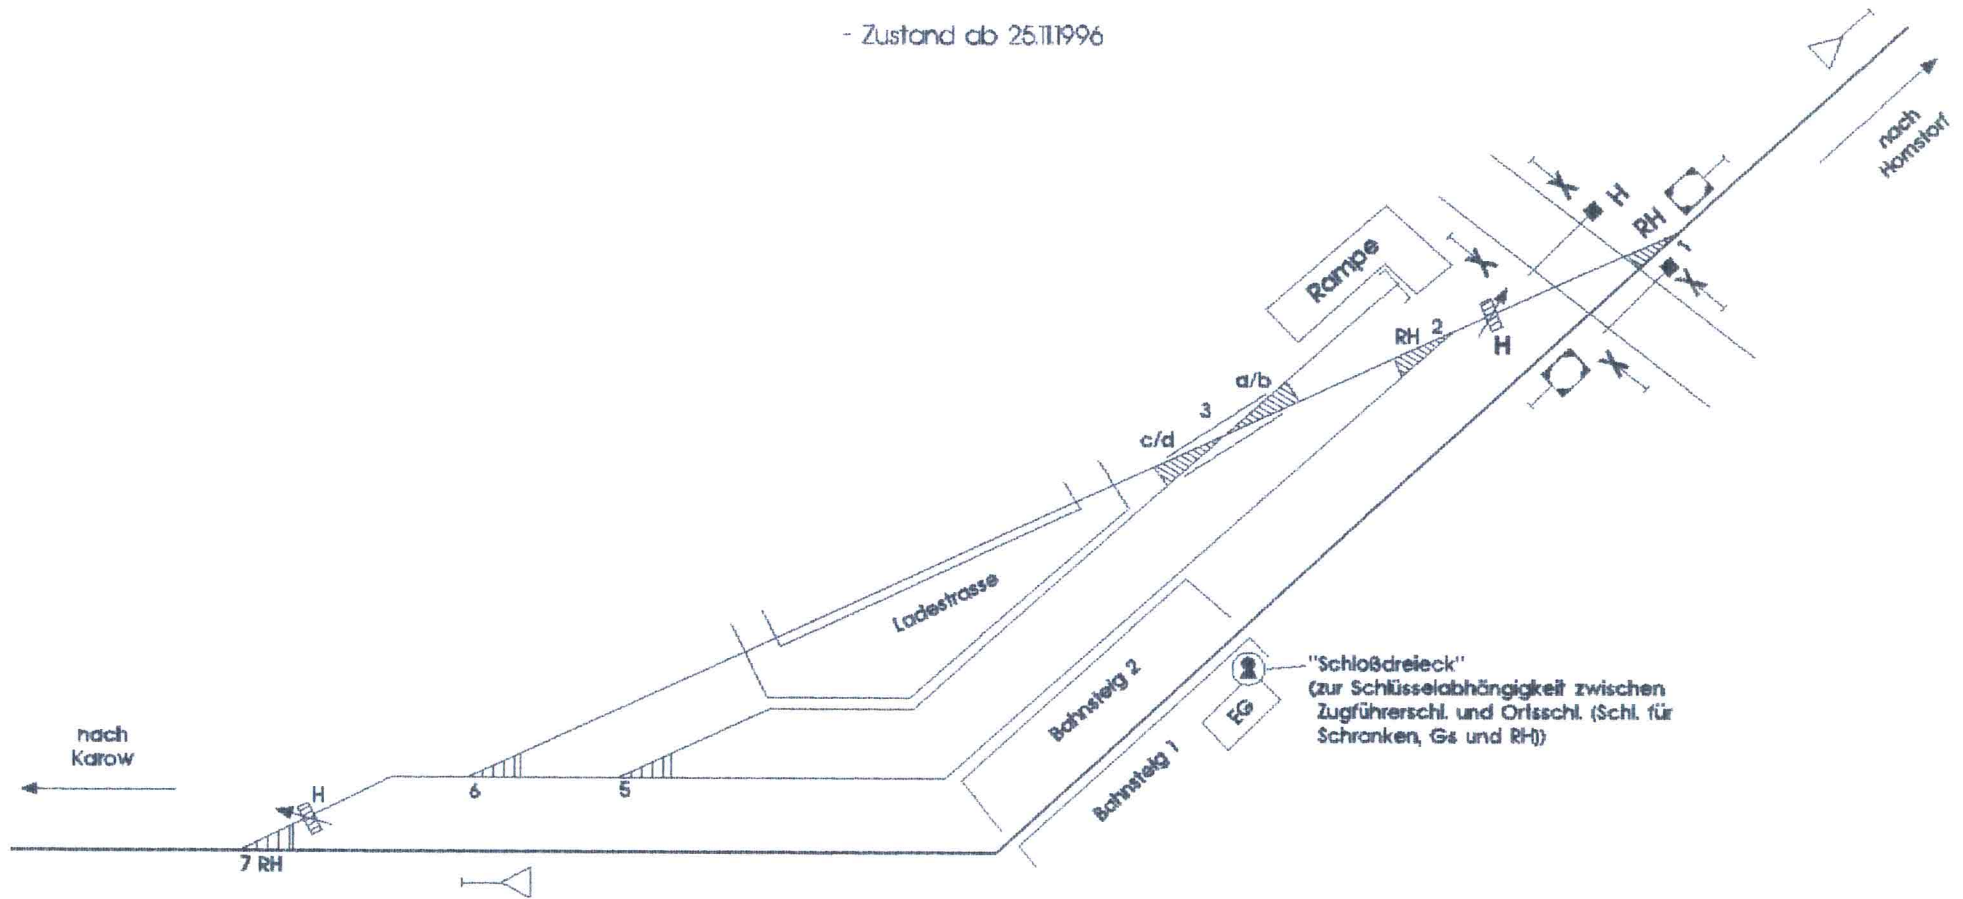 - Zustand ab 25.11.1996
nach
Hornstorf
H
RH
1
Rampe
RH 2
H
a/b
3
c/d
Ladestrasse
"Schloßdreieck"
(zur Schlüsselabhängigkeit zwischen
Zugführerschl. und Ortsschl. (Schl. für
Schranken, Gs und RH))
EG
Bahnsteig 2
Bahnsteig 1
nach
Karow
H
6
5
7 RH